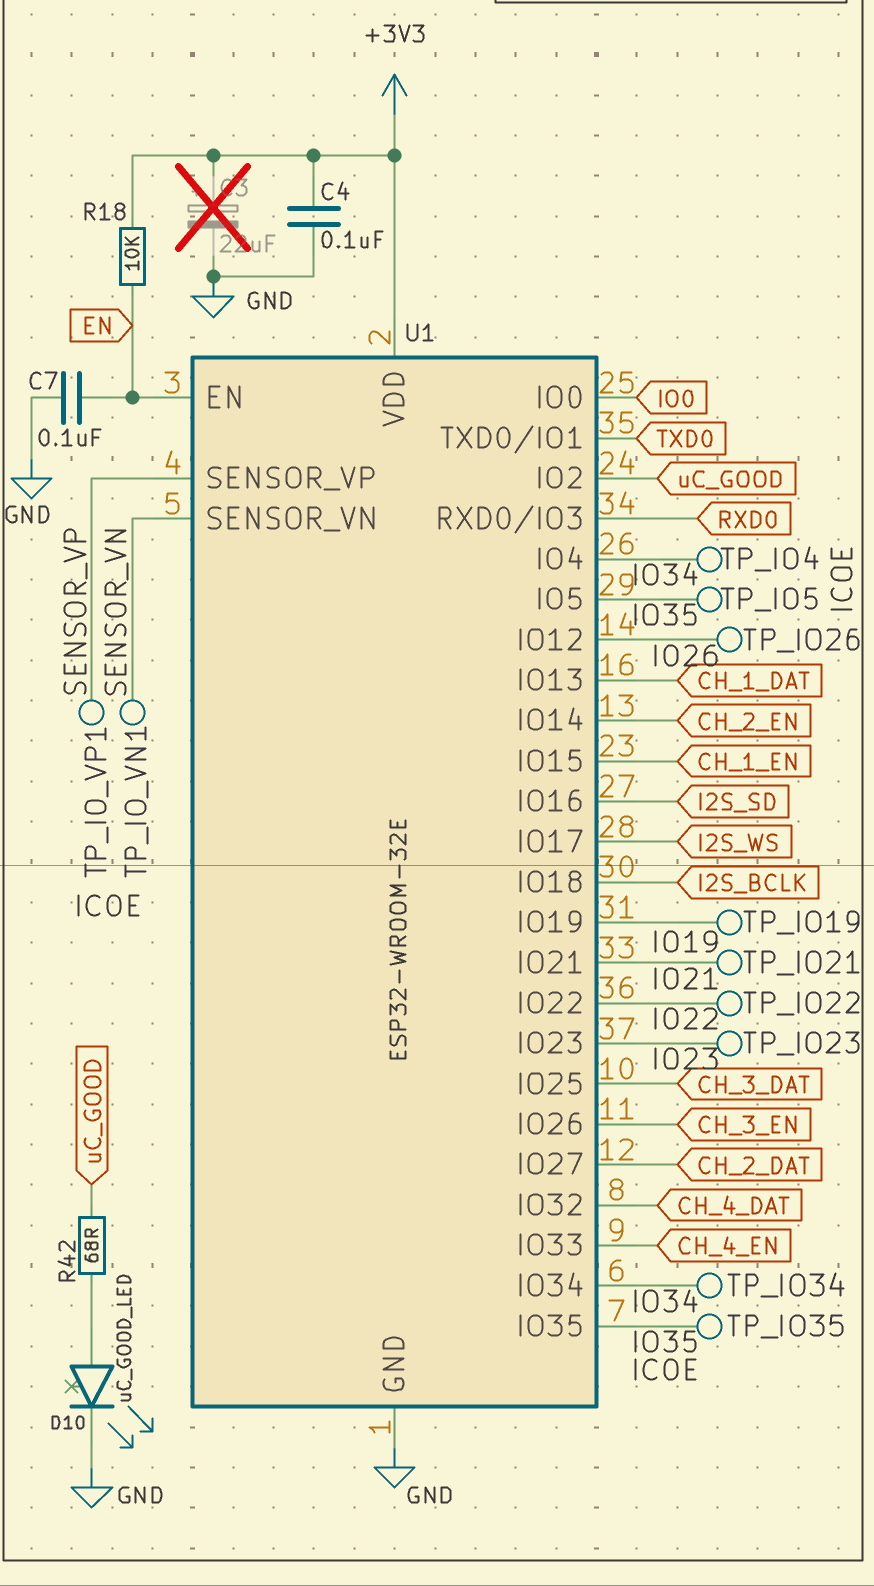 +3V3
C3
22uF
C4
0.1uF
R18
10K
GND
EN
U1
2
C7
0.1uF
GND
3
EN
VDD
4
SENSOR_VP
5
SENSOR_VN
SENSOR_VP
SENSOR_VN
TP_IO_VP1
TP_IO_VN1
ICOE
ESP32-WROOM-32E
IO0 25 IO0
TXD0/IO1 35 TXD0
IO2 24 uC_GOOD
RXD0/IO3 34 RXD0
IO4 26 TP_IO4
IO34
IO5 29 TP_IO5
IO35
ICOE
IO12 14 TP_IO26
IO26
IO13 16 CH_1_DAT
IO14 13 CH_2_EN
IO15 23 CH_1_EN
IO16 27 I2S_SD
IO17 28 I2S_WS
IO18 30 I2S_BCLK
IO19 31 TP_IO19
IO19
IO21 33 TP_IO21
IO21
IO22 36 TP_IO22
IO22
IO23 37 TP_IO23
IO23
IO25 10 CH_3_DAT
IO26 11 CH_3_EN
IO27 12 CH_2_DAT
IO32 8 CH_4_DAT
IO33 9 CH_4_EN
IO34 6 TP_IO34
IO34
IO35 7 TP_IO35
IO35
ICOE
GND
1
GND
uC_GOOD
R42
68R
uC_GOOD_LED
D10
GND